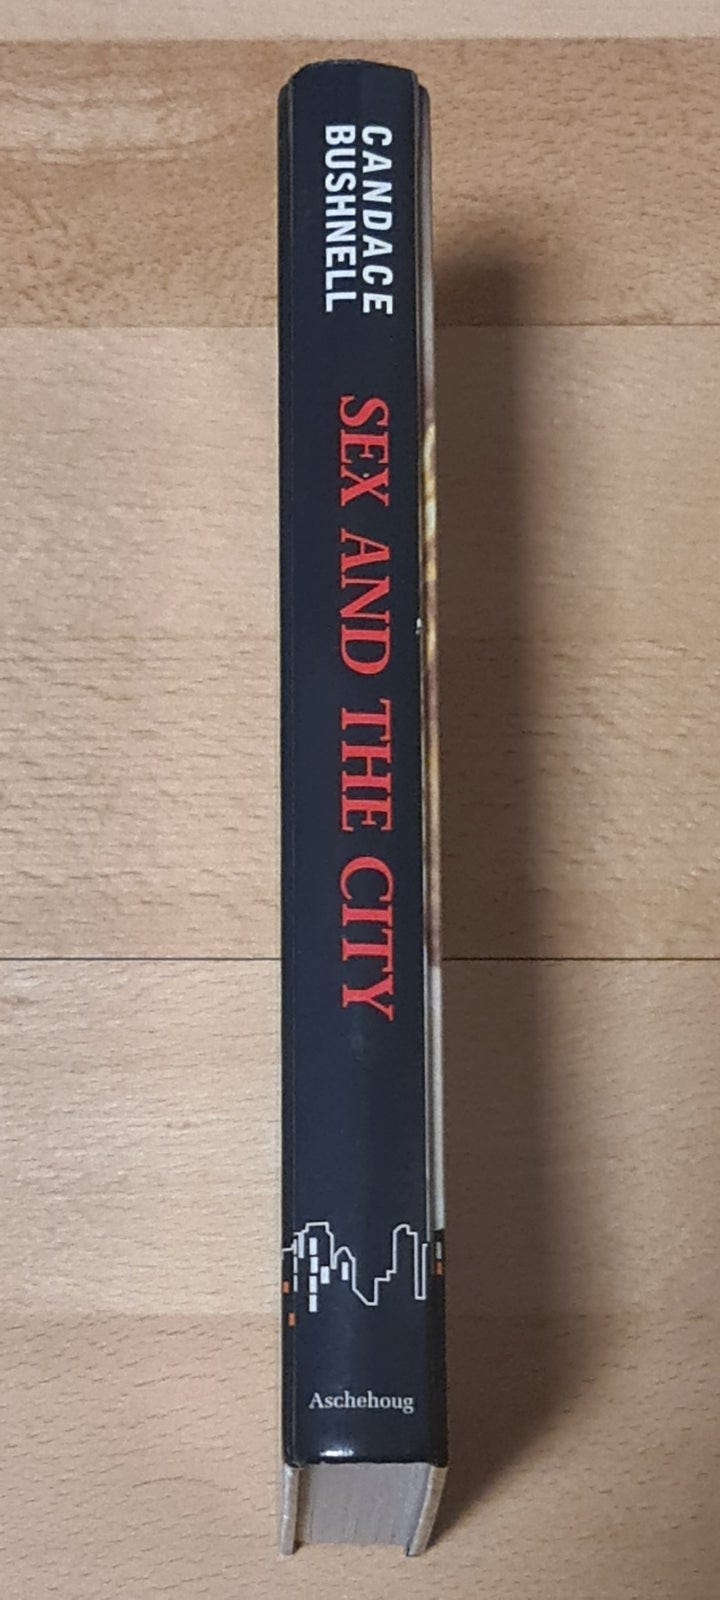 CANDACE
BUSHNELL
SEX AND THE CITY
Aschehoug